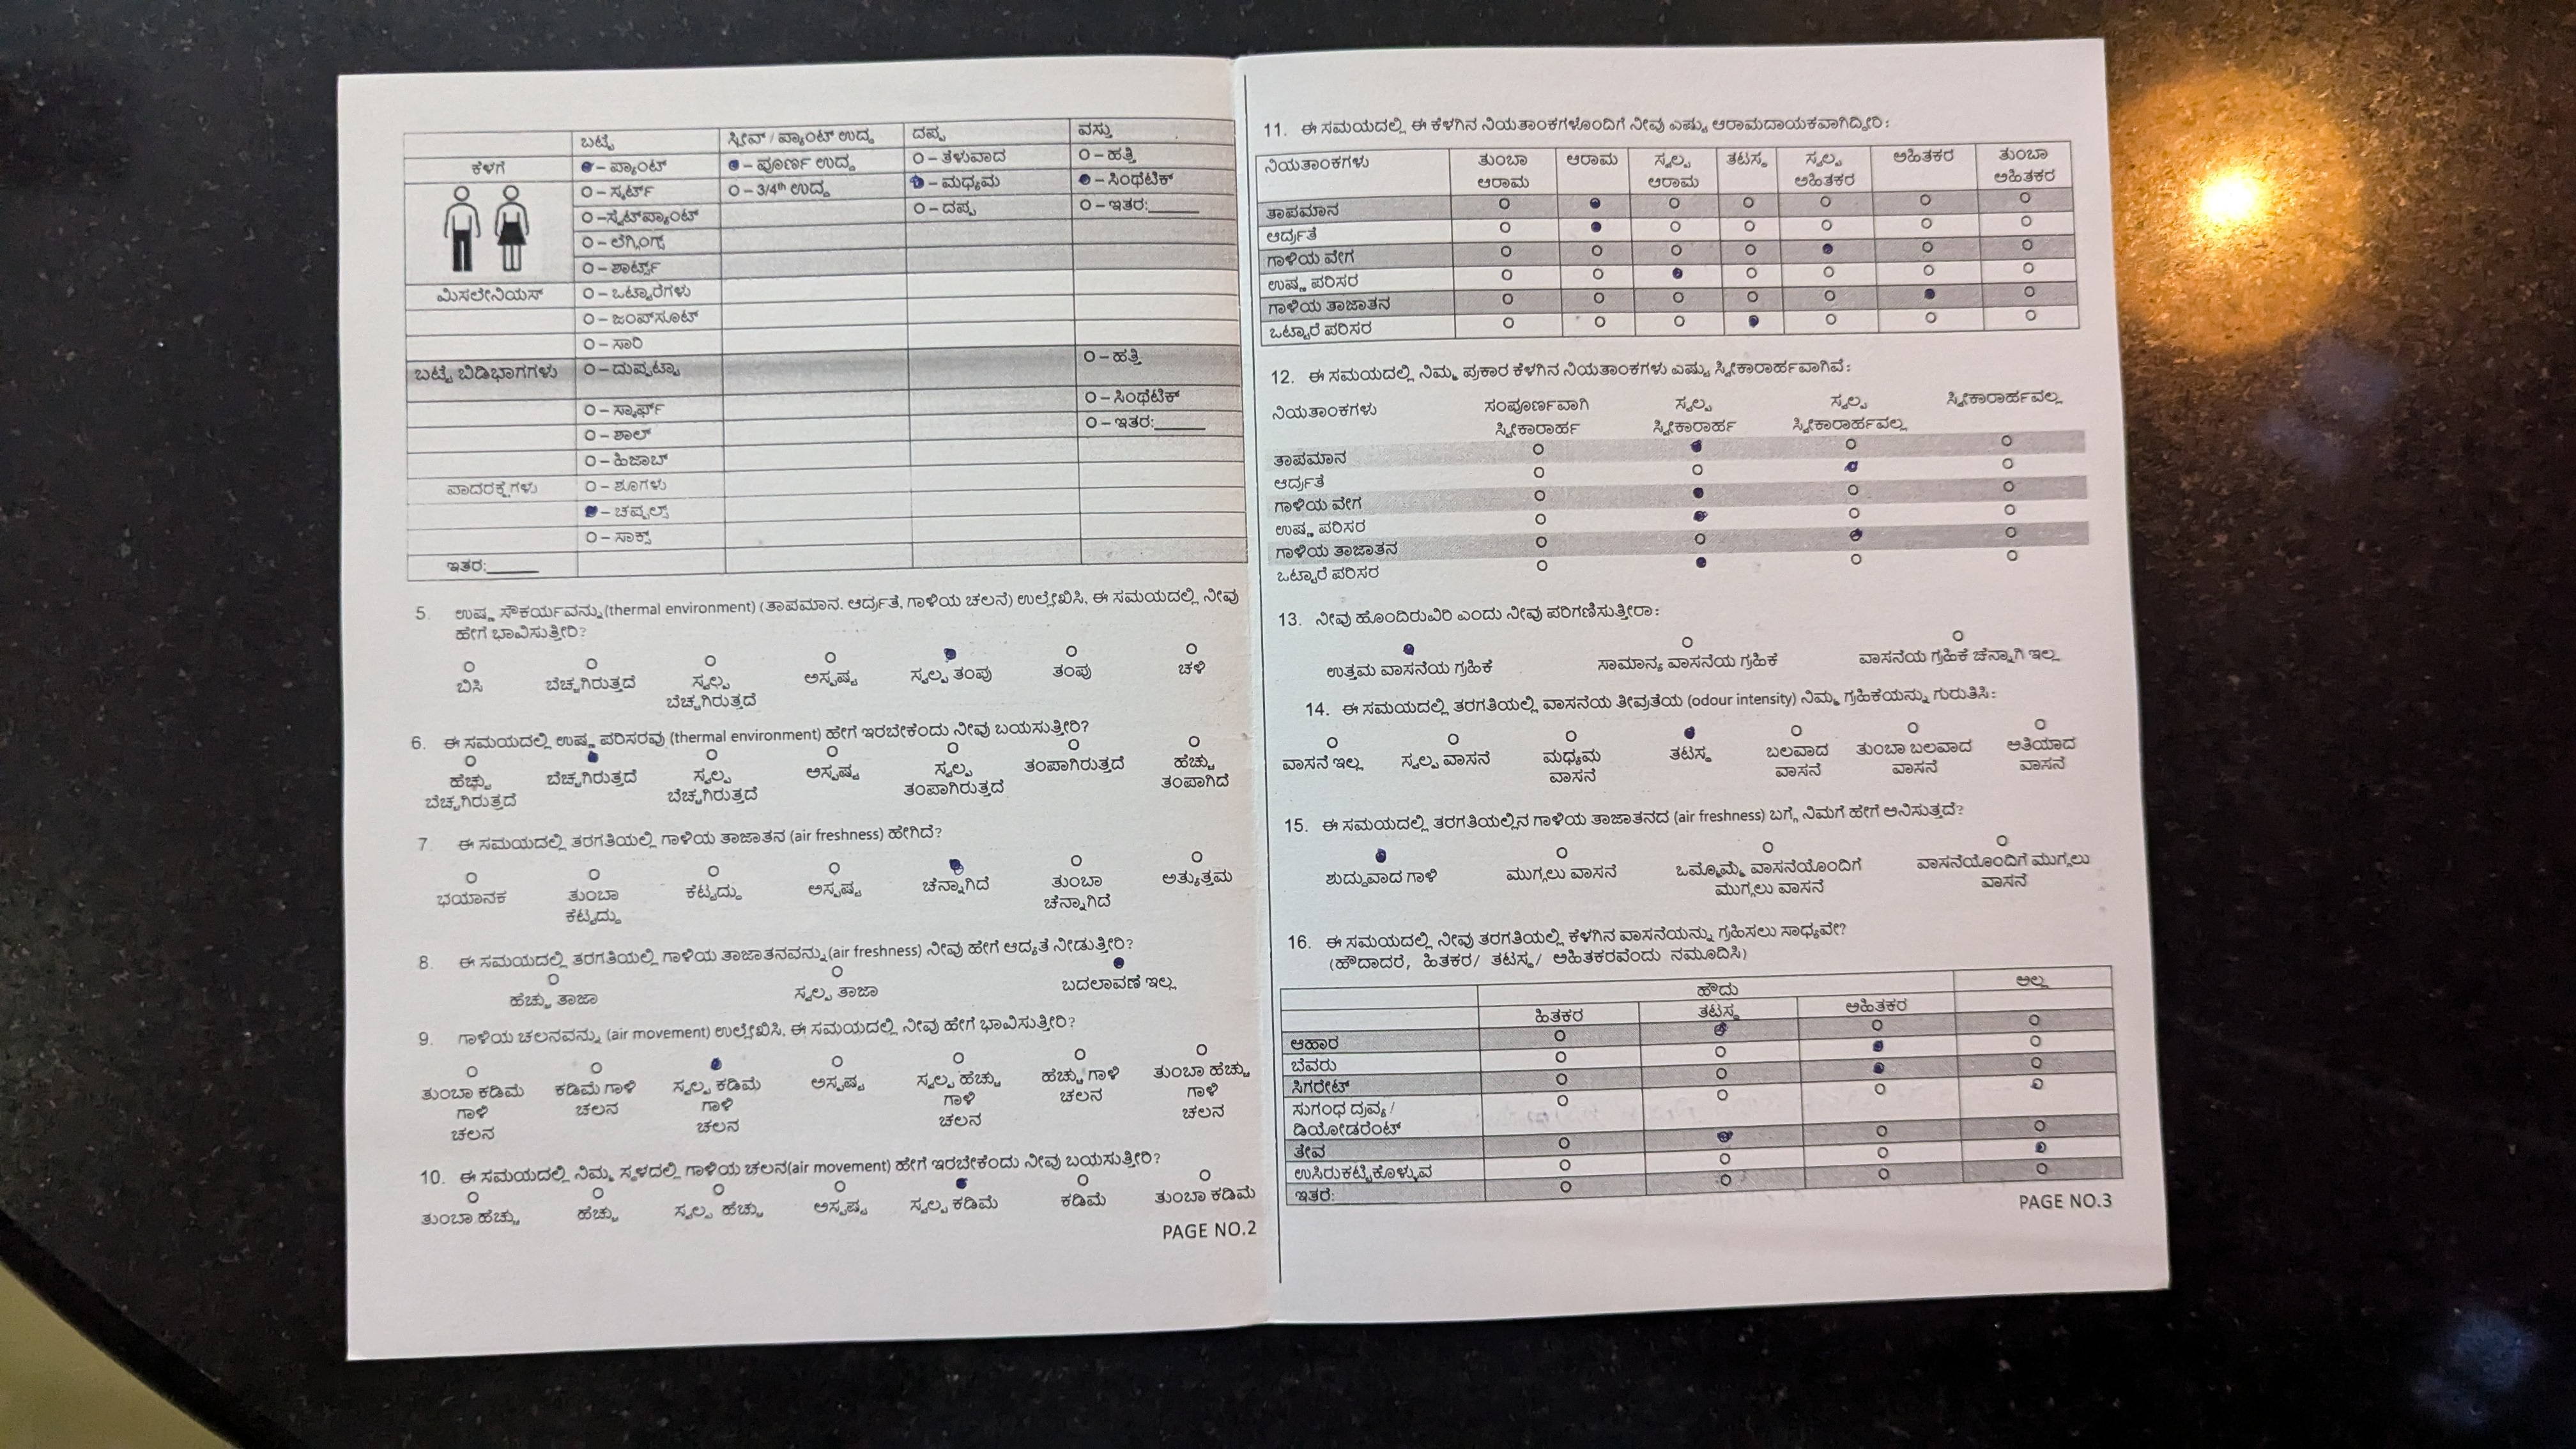 ಬಟ್ಟೆ ಸ್ಲೀವ್ / ಪ್ಯಾಂಟ್ ಉದ್ದ ದಪ್ಪ ವಸ್ತು
ಕೆಳಗೆ – ಪ್ಯಾಂಟ್ – ಪೂರ್ಣ ಉದ್ದ O – ತೆಳುವಾದ O – ಹತ್ತಿ
O – ಸ್ಕರ್ಟ್ O – 3/4th ಉದ್ದ – ಮಧ್ಯಮ – ಸಿಂಥೆಟಿಕ್
O –ಸ್ವೆಟ್‌ಪ್ಯಾಂಟ್ O – ದಪ್ಪ O – ಇತರ:______
O – ಲೆಗ್ಗಿಂಗ್ಸ್
O – ಶಾರ್ಟ್ಸ್
ಮಿಸಲೇನಿಯಸ್ O – ಒಟ್ಟಾರೆಗಳು
O – ಜಂಪ್‌ಸೂಟ್
O – ಸಾರಿ
ಬಟ್ಟೆ ಬಿಡಿಭಾಗಗಳು O – ದುಪ್ಪಟ್ಟಾ O – ಹತ್ತಿ
O – ಸ್ಕಾರ್ಫ್ O – ಸಿಂಥೆಟಿಕ್
O – ಶಾಲ್ O – ಇತರ:______
O – ಹಿಜಾಬ್
ಪಾದರಕ್ಷೆಗಳು O – ಶೂಗಳು
– ಚಪ್ಪಲ್ಸ್
O – ಸಾಕ್ಸ್
ಇತರ:______
5. ಉಷ್ಣ ಸೌಕರ್ಯವನ್ನು (thermal environment) (ತಾಪಮಾನ, ಆರ್ದ್ರತೆ, ಗಾಳಿಯ ಚಲನೆ) ಉಲ್ಲೇಖಿಸಿ, ಈ ಸಮಯದಲ್ಲಿ ನೀವು
ಹೇಗೆ ಭಾವಿಸುತ್ತೀರಿ?
ಬಿಸಿ ಬೆಚ್ಚಗಿರುತ್ತದೆ ಸ್ವಲ್ಪ ಅಸ್ಪಷ್ಟ ಸ್ವಲ್ಪ ತಂಪು ತಂಪು ಚಳಿ
ಬೆಚ್ಚಗಿರುತ್ತದೆ
6. ಈ ಸಮಯದಲ್ಲಿ ಉಷ್ಣ ಪರಿಸರವು (thermal environment) ಹೇಗೆ ಇರಬೇಕೆಂದು ನೀವು ಬಯಸುತ್ತೀರಿ?
ಹೆಚ್ಚು ಬೆಚ್ಚಗಿರುತ್ತದೆ ಸ್ವಲ್ಪ ಅಸ್ಪಷ್ಟ ಸ್ವಲ್ಪ ತಂಪಾಗಿರುತ್ತದೆ ಹೆಚ್ಚು
ಬೆಚ್ಚಗಿರುತ್ತದೆ ಬೆಚ್ಚಗಿರುತ್ತದೆ ತಂಪಾಗಿರುತ್ತದೆ ತಂಪಾಗಿದೆ
7. ಈ ಸಮಯದಲ್ಲಿ ತರಗತಿಯಲ್ಲಿ ಗಾಳಿಯ ತಾಜಾತನ (air freshness) ಹೇಗಿದೆ?
ಭಯಾನಕ ತುಂಬಾ ಕೆಟ್ಟದ್ದು ಅಸ್ಪಷ್ಟ ಚೆನ್ನಾಗಿದೆ ತುಂಬಾ ಅತ್ಯುತ್ತಮ
ಕೆಟ್ಟದ್ದು ಚೆನ್ನಾಗಿದೆ
8. ಈ ಸಮಯದಲ್ಲಿ ತರಗತಿಯಲ್ಲಿ ಗಾಳಿಯ ತಾಜಾತನವನ್ನು (air freshness) ನೀವು ಹೇಗೆ ಆದ್ಯತೆ ನೀಡುತ್ತೀರಿ?
ಹೆಚ್ಚು ತಾಜಾ ಸ್ವಲ್ಪ ತಾಜಾ ಬದಲಾವಣೆ ಇಲ್ಲ
9. ಗಾಳಿಯ ಚಲನವನ್ನು (air movement) ಉಲ್ಲೇಖಿಸಿ, ಈ ಸಮಯದಲ್ಲಿ ನೀವು ಹೇಗೆ ಭಾವಿಸುತ್ತೀರಿ?
ತುಂಬಾ ಕಡಿಮೆ ಕಡಿಮೆ ಗಾಳಿ ಸ್ವಲ್ಪ ಕಡಿಮೆ ಅಸ್ಪಷ್ಟ ಸ್ವಲ್ಪ ಹೆಚ್ಚು ಹೆಚ್ಚು ಗಾಳಿ ತುಂಬಾ ಹೆಚ್ಚು
ಗಾಳಿ ಚಲನ ಗಾಳಿ ಗಾಳಿ ಚಲನ ಗಾಳಿ
ಚಲನ ಚಲನ ಚಲನ ಚಲನ
10. ಈ ಸಮಯದಲ್ಲಿ ನಿಮ್ಮ ಸ್ಥಳದಲ್ಲಿ ಗಾಳಿಯ ಚಲನ(air movement) ಹೇಗೆ ಇರಬೇಕೆಂದು ನೀವು ಬಯಸುತ್ತೀರಿ?
ತುಂಬಾ ಹೆಚ್ಚು ಹೆಚ್ಚು ಸ್ವಲ್ಪ ಹೆಚ್ಚು ಅಸ್ಪಷ್ಟ ಸ್ವಲ್ಪ ಕಡಿಮೆ ಕಡಿಮೆ ತುಂಬಾ ಕಡಿಮೆ
PAGE NO.2
11. ಈ ಸಮಯದಲ್ಲಿ ಈ ಕೆಳಗಿನ ನಿಯತಾಂಕಗಳೊಂದಿಗೆ ನೀವು ಎಷ್ಟು ಆರಾಮದಾಯಕವಾಗಿದ್ದೀರಿ:
ನಿಯತಾಂಕಗಳು ತುಂಬಾ ಆರಾಮ ಸ್ವಲ್ಪ ತಟಸ್ಥ ಸ್ವಲ್ಪ ಅಹಿತಕರ ತುಂಬಾ
ಆರಾಮ ಆರಾಮ ಅಹಿತಕರ ಅಹಿತಕರ
ತಾಪಮಾನ
ಆರ್ದ್ರತೆ
ಗಾಳಿಯ ವೇಗ
ಉಷ್ಣ ಪರಿಸರ
ಗಾಳಿಯ ತಾಜಾತನ
ಒಟ್ಟಾರೆ ಪರಿಸರ
12. ಈ ಸಮಯದಲ್ಲಿ ನಿಮ್ಮ ಪ್ರಕಾರ ಕೆಳಗಿನ ನಿಯತಾಂಕಗಳು ಎಷ್ಟು ಸ್ವೀಕಾರಾರ್ಹವಾಗಿವೆ:
ನಿಯತಾಂಕಗಳು ಸಂಪೂರ್ಣವಾಗಿ ಸ್ವಲ್ಪ ಸ್ವಲ್ಪ ಸ್ವೀಕಾರಾರ್ಹವಲ್ಲ
ಸ್ವೀಕಾರಾರ್ಹ ಸ್ವೀಕಾರಾರ್ಹ ಸ್ವೀಕಾರಾರ್ಹವಲ್ಲ
ತಾಪಮಾನ
ಆರ್ದ್ರತೆ
ಗಾಳಿಯ ವೇಗ
ಉಷ್ಣ ಪರಿಸರ
ಗಾಳಿಯ ತಾಜಾತನ
ಒಟ್ಟಾರೆ ಪರಿಸರ
13. ನೀವು ಹೊಂದಿರುವಿರಿ ಎಂದು ನೀವು ಪರಿಗಣಿಸುತ್ತೀರಾ:
ಉತ್ತಮ ವಾಸನೆಯ ಗ್ರಹಿಕೆ ಸಾಮಾನ್ಯ ವಾಸನೆಯ ಗ್ರಹಿಕೆ ವಾಸನೆಯ ಗ್ರಹಿಕೆ ಚೆನ್ನಾಗಿ ಇಲ್ಲ
14. ಈ ಸಮಯದಲ್ಲಿ ತರಗತಿಯಲ್ಲಿ ವಾಸನೆಯ ತೀವ್ರತೆಯ (odour intensity) ನಿಮ್ಮ ಗ್ರಹಿಕೆಯನ್ನು ಗುರುತಿಸಿ:
ವಾಸನೆ ಇಲ್ಲ ಸ್ವಲ್ಪ ವಾಸನೆ ಮಧ್ಯಮ ತಟಸ್ಥ ಬಲವಾದ ತುಂಬಾ ಬಲವಾದ ಅತಿಯಾದ
ವಾಸನೆ ವಾಸನೆ ವಾಸನೆ ವಾಸನೆ
15. ಈ ಸಮಯದಲ್ಲಿ ತರಗತಿಯಲ್ಲಿನ ಗಾಳಿಯ ತಾಜಾತನದ (air freshness) ಬಗ್ಗೆ ನಿಮಗೆ ಹೇಗೆ ಅನಿಸುತ್ತದೆ?
ಶುದ್ಧವಾದ ಗಾಳಿ ಮುಗ್ಗಲು ವಾಸನೆ ಒಮ್ಮೊಮ್ಮೆ ವಾಸನೆಯೊಂದಿಗೆ ವಾಸನೆಯೊಂದಿಗೆ ಮುಗ್ಗಲು
ಮುಗ್ಗಲು ವಾಸನೆ ವಾಸನೆ
16. ಈ ಸಮಯದಲ್ಲಿ ನೀವು ತರಗತಿಯಲ್ಲಿ ಕೆಳಗಿನ ವಾಸನೆಯನ್ನು ಗ್ರಹಿಸಲು ಸಾಧ್ಯವೇ?
(ಹೌದಾದರೆ, ಹಿತಕರ/ ತಟಸ್ಥ/ ಅಹಿತಕರವೆಂದು ನಮೂದಿಸಿ)
ಹೌದು ಅಲ್ಲ
ಹಿತಕರ ತಟಸ್ಥ ಅಹಿತಕರ
ಆಹಾರ
ಬೆವರು
ಸಿಗರೇಟ್
ಸುಗಂಧ ದ್ರವ್ಯ/
ಡಿಯೋಡರೆಂಟ್
ತೇವ
ಉಸಿರುಕಟ್ಟಿಕೊಳ್ಳುವ
ಇತರ:
PAGE NO.3